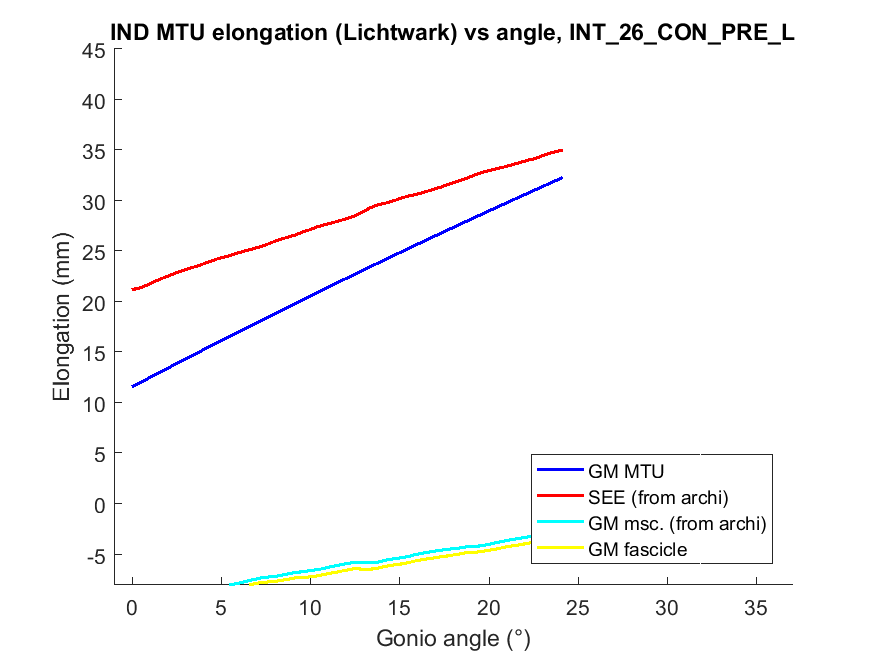 IND MTU elongation (Lichtwark) vs angle, INT_26_CON_PRE_L
45
40
35
30
25
20
15
10
5
0
-5
Elongation (mm)
GM MTU
SEE (from archi)
GM msc. (from archi)
GM fascicle
0 5 10 15 20 25 30 35
Gonio angle (°)